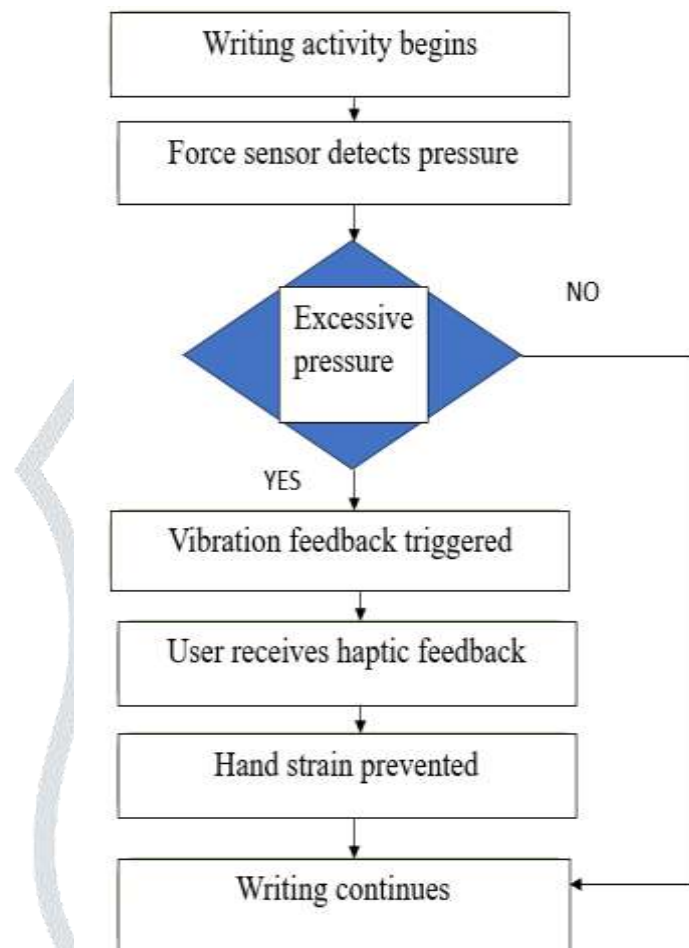 Writing activity begins
Force sensor detects pressure
Excessive
pressure
NO
YES
Vibration feedback triggered
User receives haptic feedback
Hand strain prevented
Writing continues